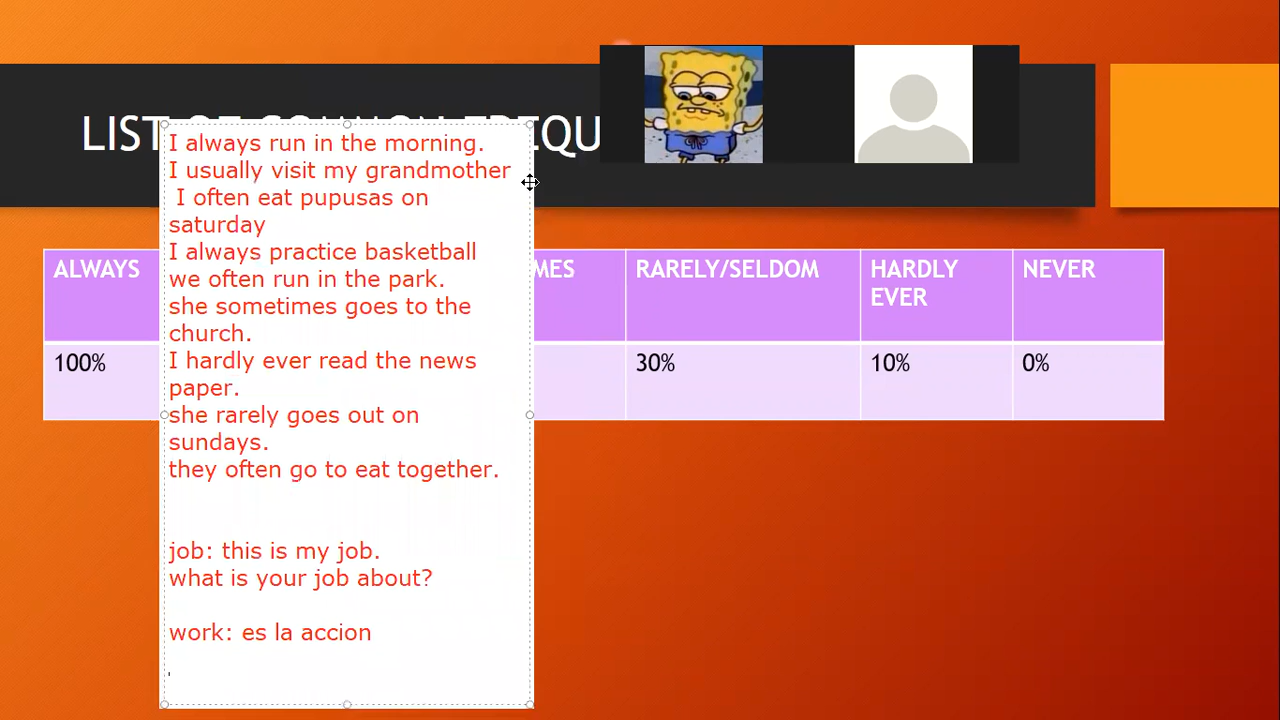 LIST
EQU
I always run in the morning.
I usually visit my grandmother
I often eat pupusas on
saturday
I always practice basketball
we often run in the park.
she sometimes goes to the
church.
I hardly ever read the news
paper.
she rarely goes out on
sundays.
they often go to eat together.
job: this is my job.
what is your job about?
work: es la accion
ALWAYS
MES
RARELY/SELDOM
HARDLY
EVER
NEVER
100%
30%
10%
0%